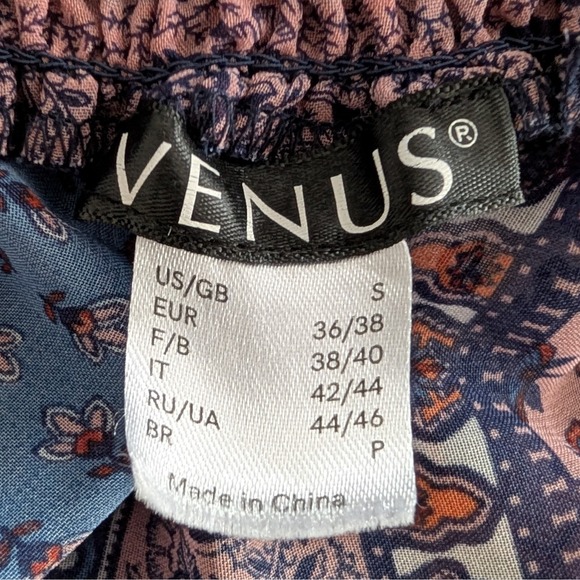 VENUS®
US/GB S
EUR 36/38
F/B 38/40
IT 42/44
RU/UA 44/46
BR P
Made in China